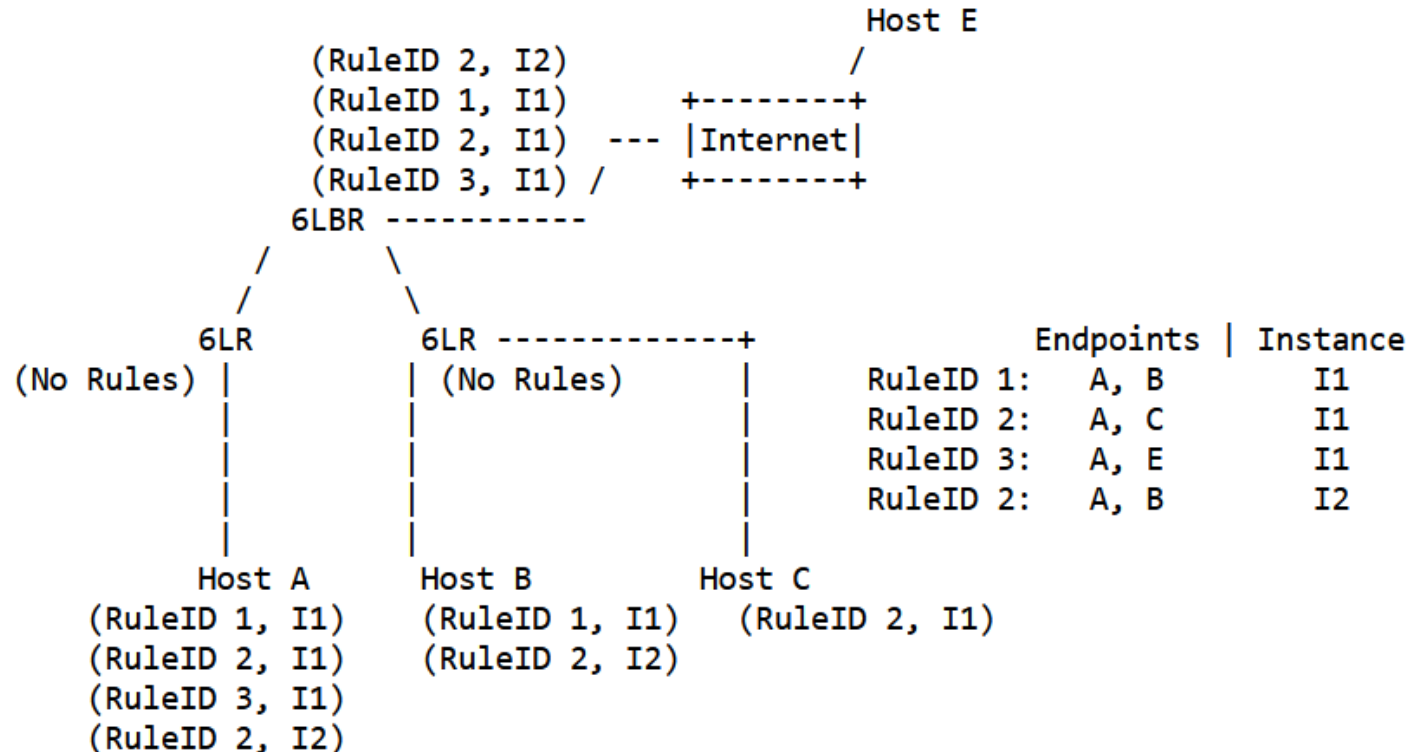 Host E
(RuleID 2, I2)                 /
(RuleID 1, I1)      +--------+
(RuleID 2, I1)  --- |Internet|
(RuleID 3, I1) /    +--------+
6LBR -----------
/       \
/         \
6LR        6LR -------------+              Endpoints | Instance
(No Rules) |         | (No Rules)      |      RuleID 1:   A, B       I1
|         |                 |      RuleID 2:   A, C       I1
|         |                 |      RuleID 3:   A, E       I1
|         |                 |      RuleID 2:   A, B       I2
|         |                 |
Host A     Host B        Host C
(RuleID 1, I1)    (RuleID 1, I1)   (RuleID 2, I1)
(RuleID 2, I1)    (RuleID 2, I2)
(RuleID 3, I1)
(RuleID 2, I2)